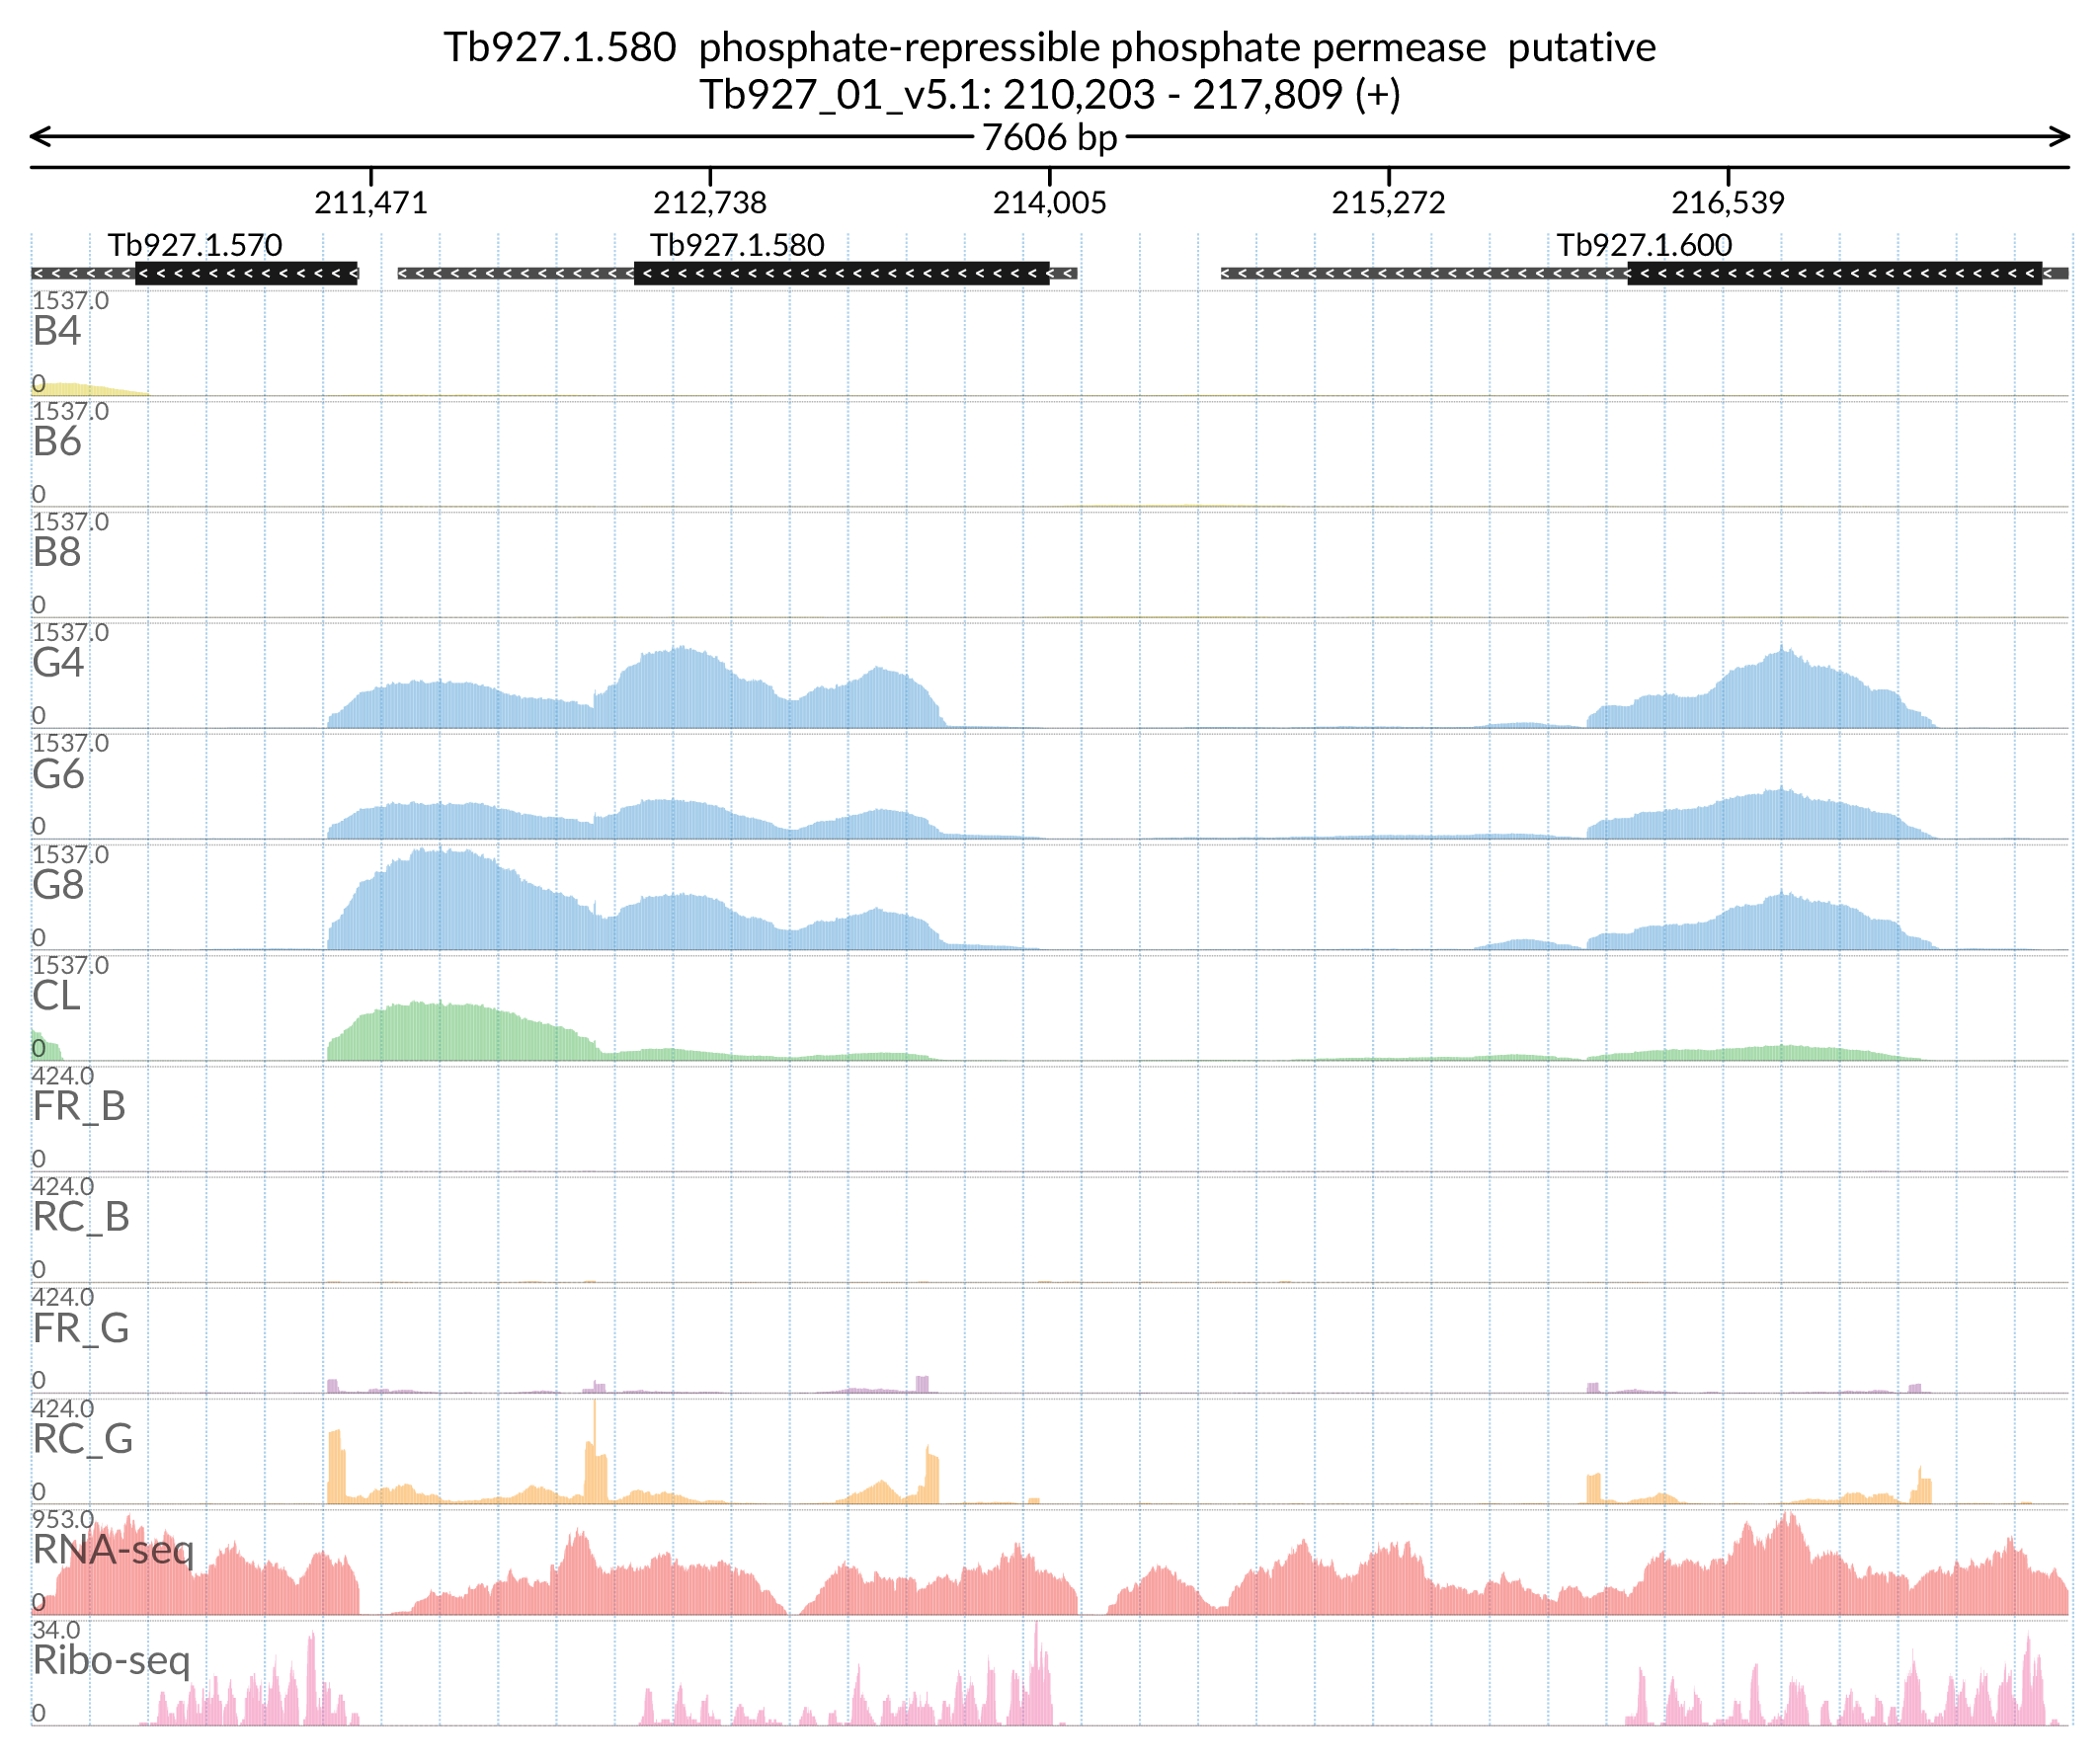 Tb927.1.580 phosphate-repressible phosphate permease putative
Tb927_01_v5.1: 210,203 - 217,809 (+)
7606 bp
211,471 212,738 214,005 215,272 216,539
Tb927.1.570 Tb927.1.580 Tb927.1.600
1537.0
B4
0
1537.0
B6
0
1537.0
B8
0
1537.0
G4
0
1537.0
G6
0
1537.0
G8
0
1537.0
CL
0
424.0
FR_B
0
424.0
RC_B
0
424.0
FR_G
0
424.0
RC_G
0
953.0
RNA-seq
0
34.0
Ribo-seq
0